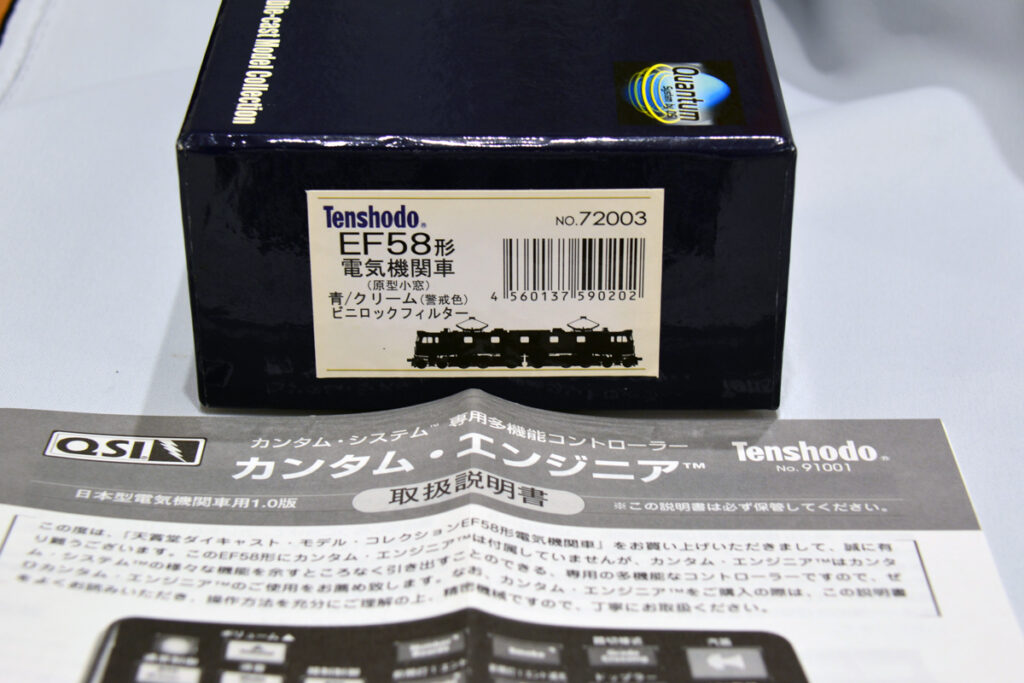 Die-cast Model Collection
Quantum
System by QSI
Tenshodo®
NO.72003
EF58形
電気機関車
(原型小窓)
青/クリーム(警戒色)
ビニロックフィルター
4 560137 590202
QSI
カンタム・システム™ 専用多機能コントローラー
カンタム・エンジニア™
Tenshodo®
No. 91001
日本型電気機関車用1.0版
取扱説明書
※この説明書は必ず保管してください。
この度は、「天賞堂ダイキャスト・モデル・コレクションEF58形電気機関車」をお買い上げいただきまして、誠に有
り難うございます。このEF58形にカンタム・エンジニア™は付属していませんが、カンタム・エンジニア™はカンタ
ム・システム™の様々な機能を余すところなく引き出すことのできる、専用の多機能なコントローラーですので、ぜ
ひカンタム・エンジニア™のご使用をお薦め致します。なお、カンタム・エンジニア™をご購入の際は、この説明書
をよくお読みいただき、操作方法を充分にご理解の上、精密機械ですので、丁寧にお取扱ください。
ボリューム▲
汽笛
ドップラー